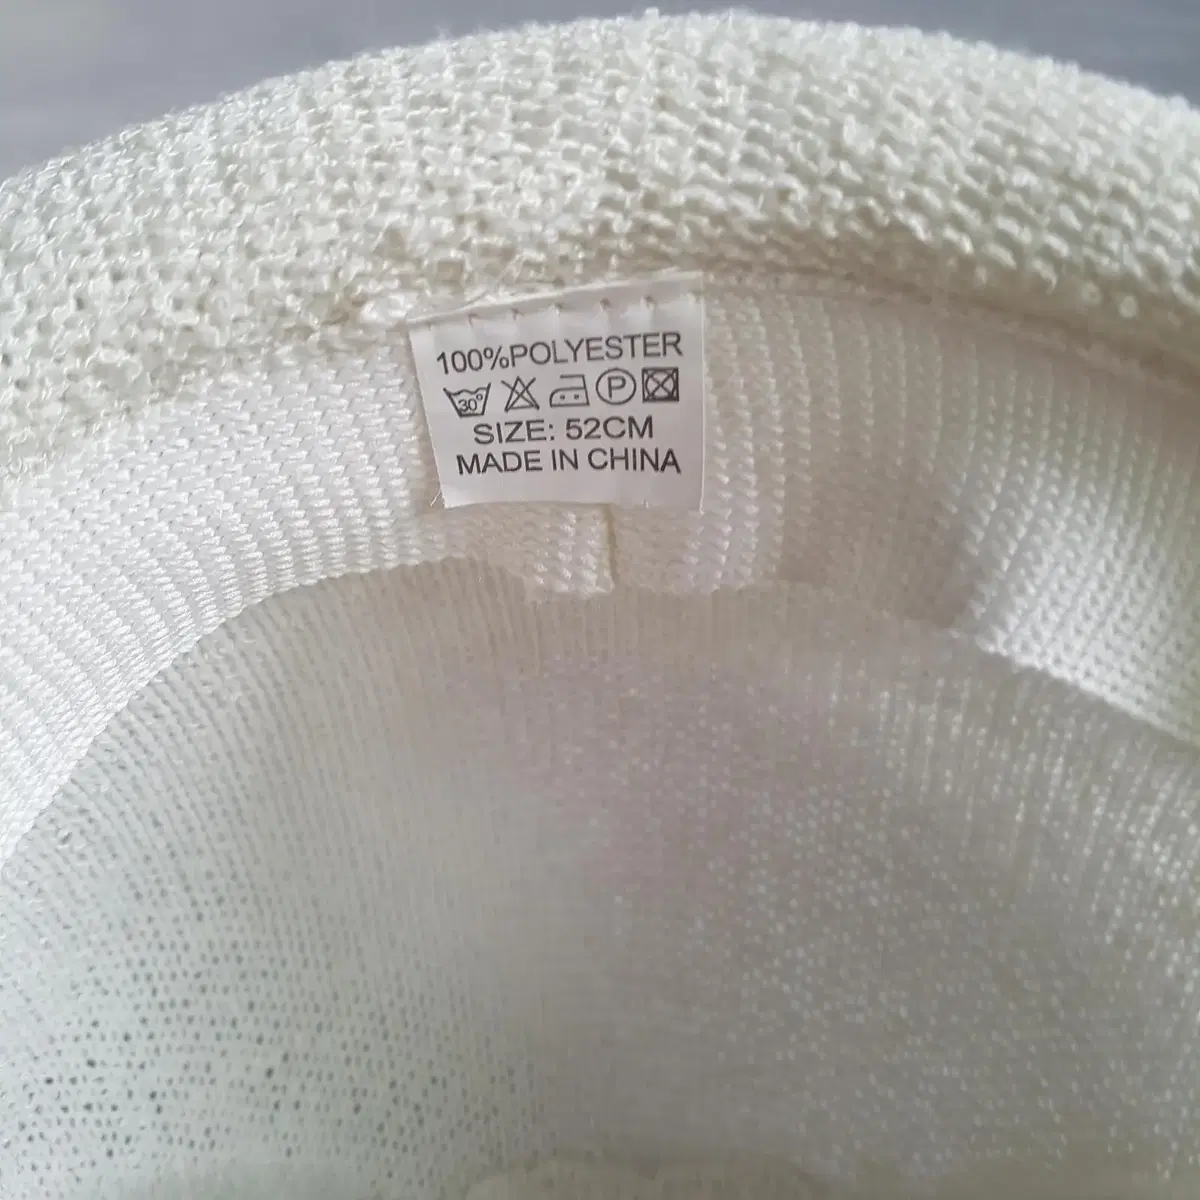 100%POLYESTER
30° P
SIZE: 52CM
MADE IN CHINA